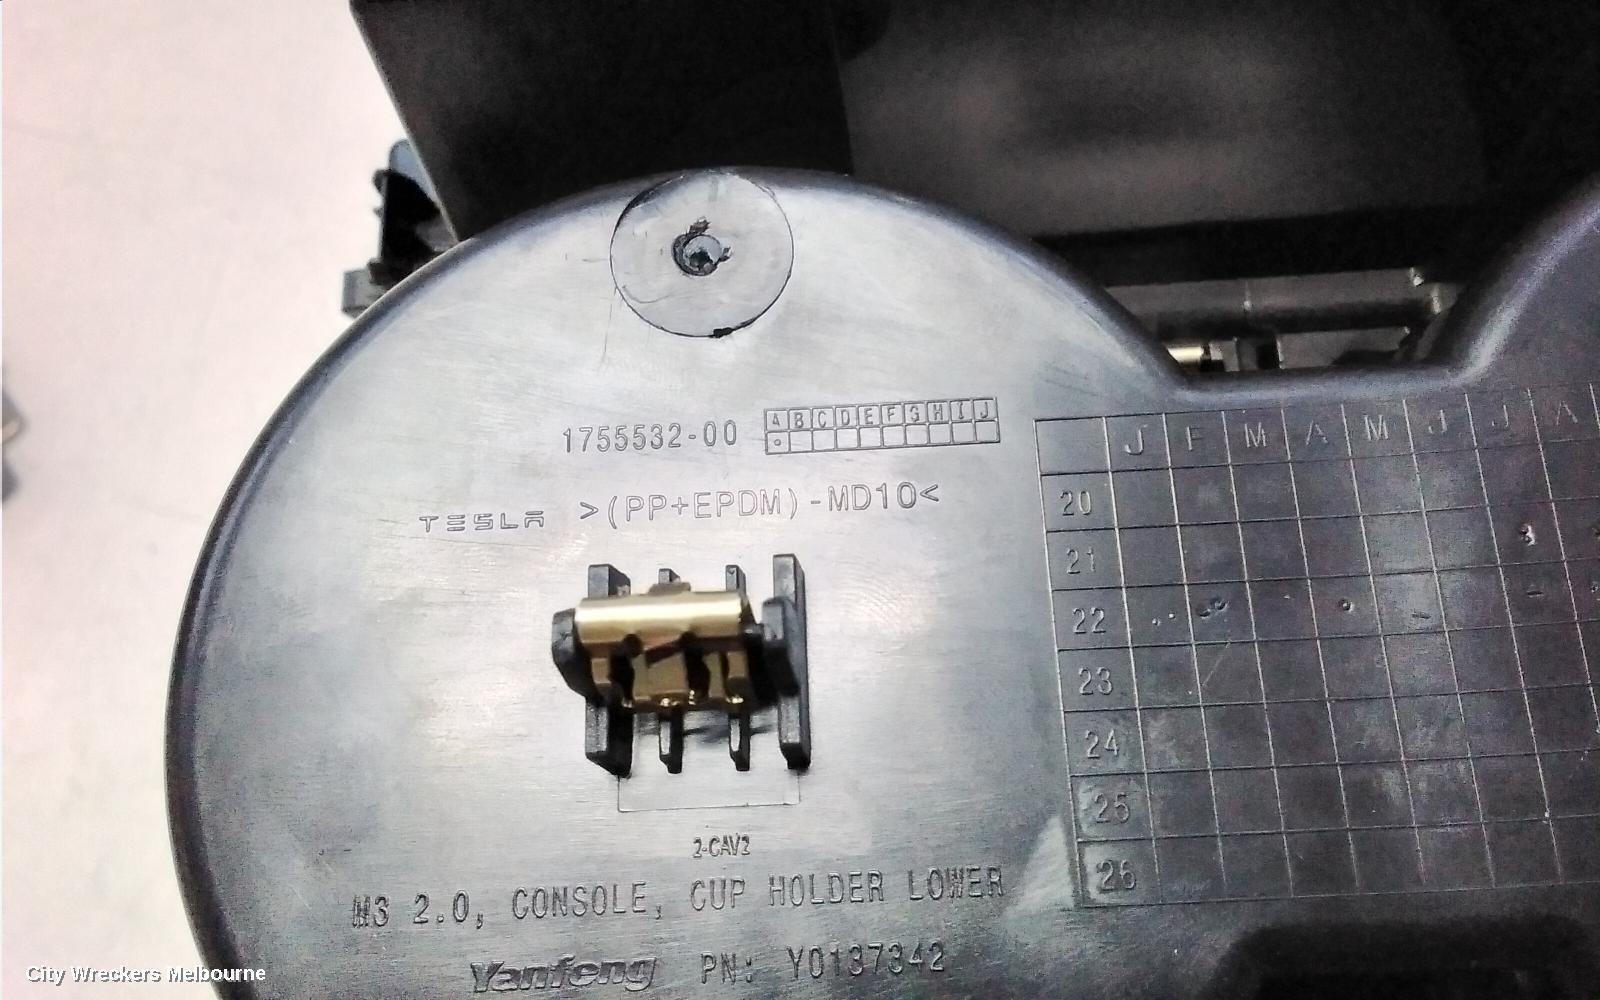 1755532-00
A B C D E F G H I J
TESLA >(PP+EPDM)-MD10<
J F M A M J J A
20
21
22
23
24
25
26
2-CAV2
M3 2.0, CONSOLE, CUP HOLDER LOWER
Yanfeng PN: Y0137342
City Wreckers Melbourne